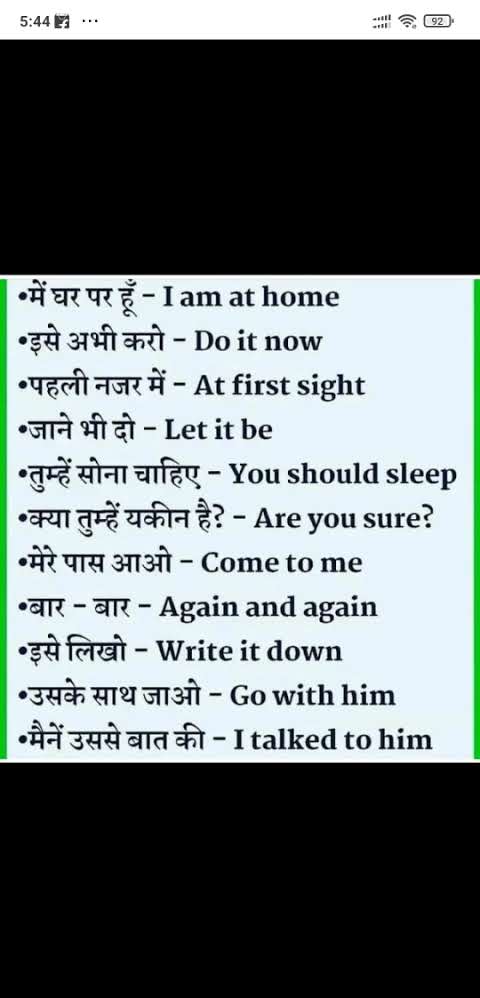 5:44
92
•में घर पर हूँ - I am at home
•इसे अभी करो - Do it now
•पहली नजर में - At first sight
•जाने भी दो - Let it be
•तुम्हें सोना चाहिए - You should sleep
•क्या तुम्हें यकीन है? - Are you sure?
•मेरे पास आओ - Come to me
•बार - बार - Again and again
•इसे लिखो - Write it down
•उसके साथ जाओ - Go with him
•मैनें उससे बात की - I talked to him